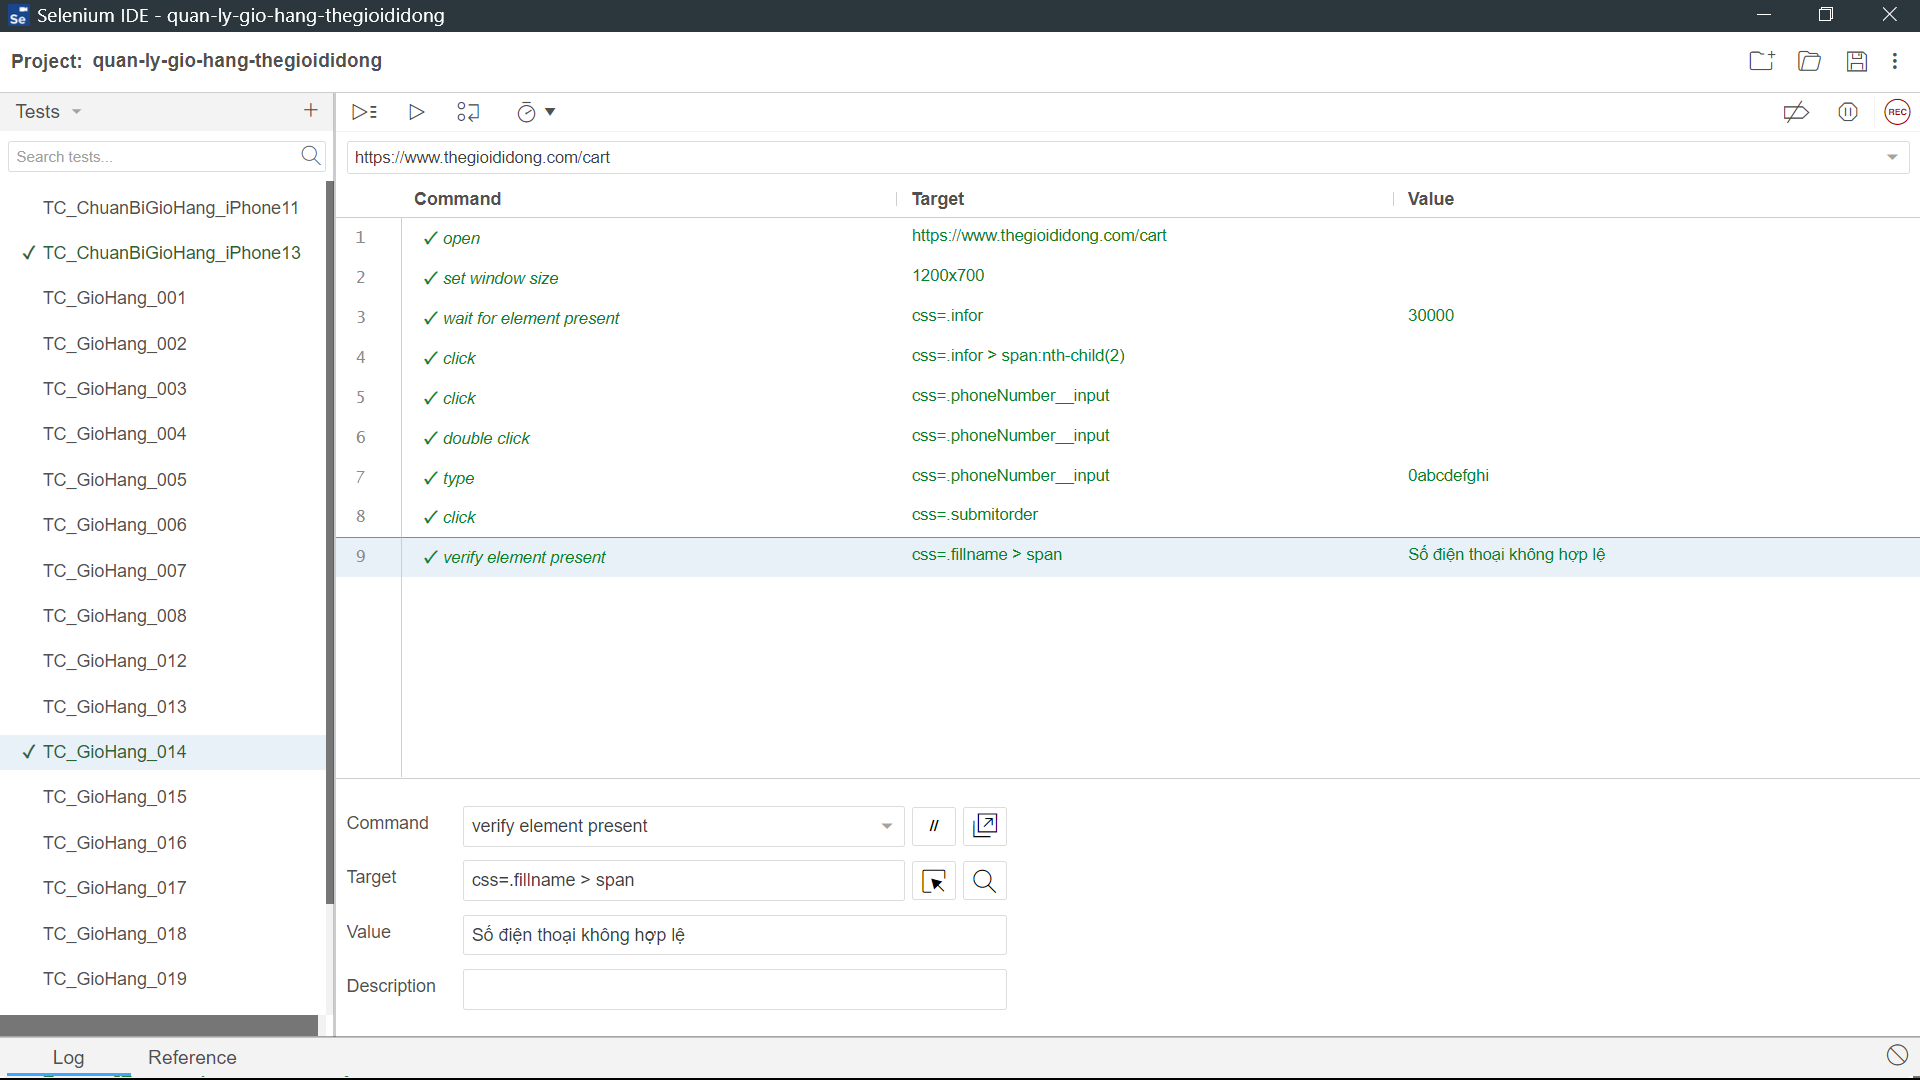 Selenium IDE - quan-ly-gio-hang-thegioididong
Project: quan-ly-gio-hang-thegioididong
Tests
Search tests...
TC_ChuanBiGioHang_iPhone11
✓ TC_ChuanBiGioHang_iPhone13
TC_GioHang_001
TC_GioHang_002
TC_GioHang_003
TC_GioHang_004
TC_GioHang_005
TC_GioHang_006
TC_GioHang_007
TC_GioHang_008
TC_GioHang_012
TC_GioHang_013
✓ TC_GioHang_014
TC_GioHang_015
TC_GioHang_016
TC_GioHang_017
TC_GioHang_018
TC_GioHang_019
REC
https://www.thegioididong.com/cart
Command Target Value
1 ✓ open https://www.thegioididong.com/cart
2 ✓ set window size 1200x700
3 ✓ wait for element present css=.infor 30000
4 ✓ click css=.infor > span:nth-child(2)
5 ✓ click css=.phoneNumber__input
6 ✓ double click css=.phoneNumber__input
7 ✓ type css=.phoneNumber__input 0abcdefghi
8 ✓ click css=.submitorder
9 ✓ verify element present css=.fillname > span Số điện thoại không hợp lệ
Command verify element present //
Target css=.fillname > span
Value Số điện thoại không hợp lệ
Description
Log Reference